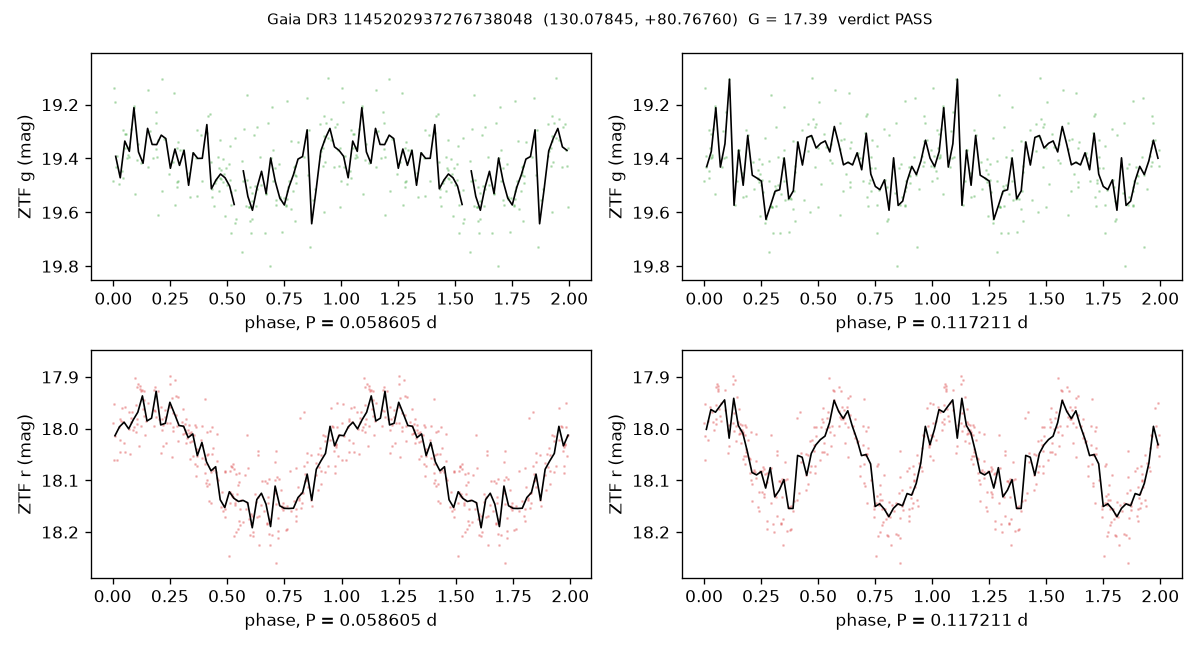 Gaia DR3 1145202937276738048  (130.07845, +80.76760)  G = 17.39  verdict PASS
ZTF g (mag)
19.2
19.4
19.6
19.8
0.00 0.25 0.50 0.75 1.00 1.25 1.50 1.75 2.00
phase, P = 0.058605 d
ZTF g (mag)
19.2
19.4
19.6
19.8
0.00 0.25 0.50 0.75 1.00 1.25 1.50 1.75 2.00
phase, P = 0.117211 d
ZTF r (mag)
17.9
18.0
18.1
18.2
0.00 0.25 0.50 0.75 1.00 1.25 1.50 1.75 2.00
phase, P = 0.058605 d
ZTF r (mag)
17.9
18.0
18.1
18.2
0.00 0.25 0.50 0.75 1.00 1.25 1.50 1.75 2.00
phase, P = 0.117211 d